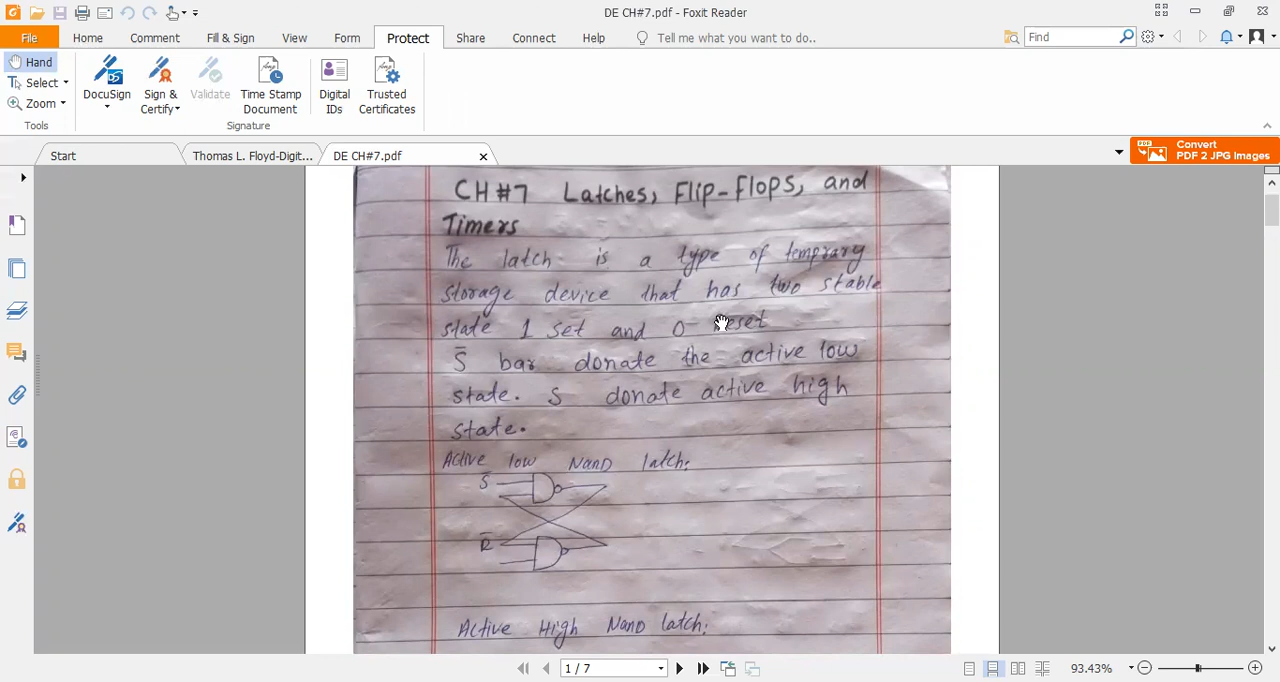 DE CH#7.pdf - Foxit Reader
File Home Comment Fill & Sign View Form Protect Share Connect Help Tell me what you want to do.. Find
Hand
Select
Zoom
Tools
DocuSign
Sign & Certify
Validate
Time Stamp Document
Digital IDs
Trusted Certificates
Signature
Start Thomas L. Floyd-Digit... DE CH#7.pdf
Convert
PDF 2 JPG Images
CH#7 Latches, Flip-Flops, and
Timers
The latch is a type of temprary
storage device that has two stable
state 1 set and 0 Reset
S̅ bar donate the active low
state. S donate active high
state.
Active low NanD latch:
S̅
R̅
Active High NanD latch:
1 / 7
93.43%